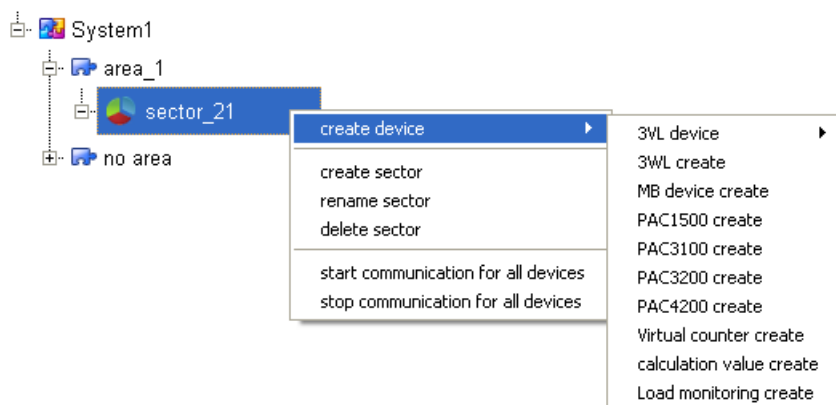 System1
area_1
sector_21
no area
create device
create sector
rename sector
delete sector
start communication for all devices
stop communication for all devices
3VL device
3WL create
MB device create
PAC1500 create
PAC3100 create
PAC3200 create
PAC4200 create
Virtual counter create
calculation value create
Load monitoring create